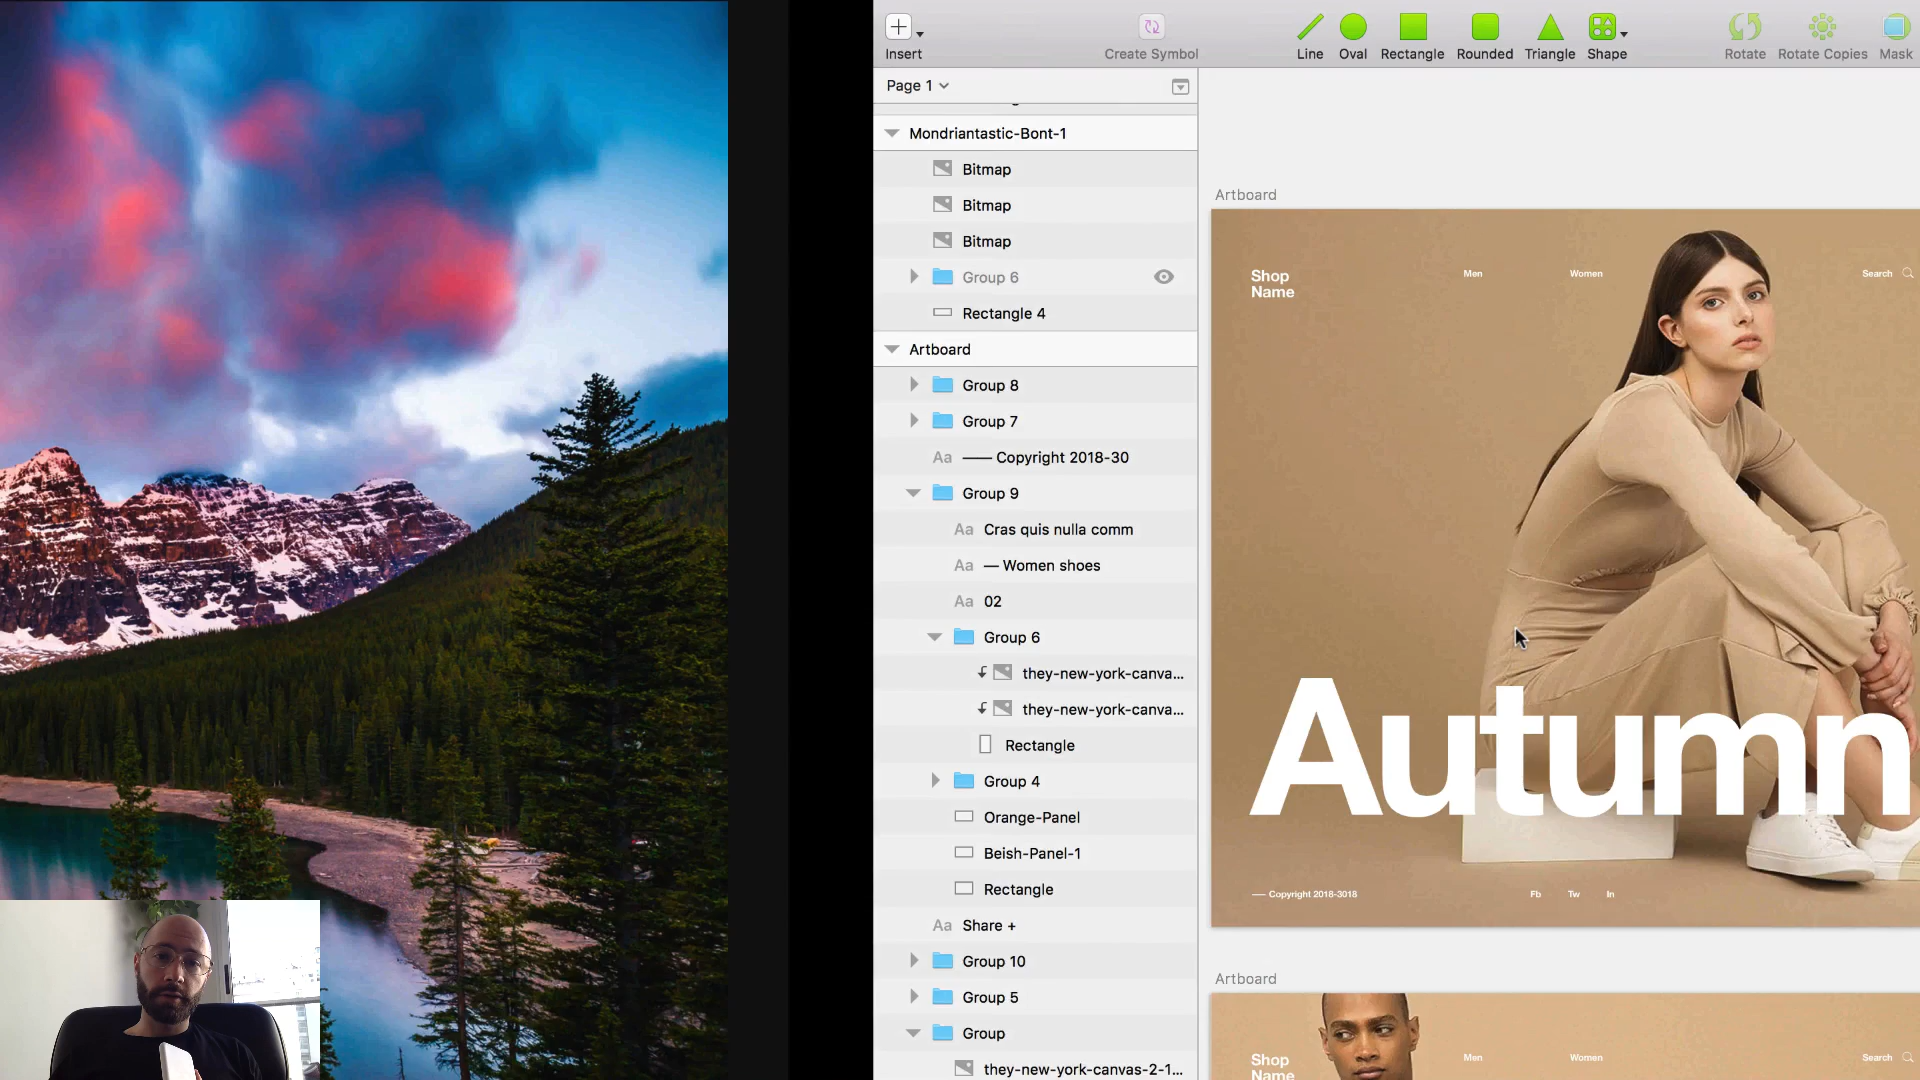 Insert
Create Symbol
Line
Oval
Rectangle
Rounded
Triangle
Shape
Rotate
Rotate Copies
Mask
Page 1
Mondriantastic-Bont-1
Bitmap
Bitmap
Bitmap
Group 6
Rectangle 4
Artboard
Group 8
Group 7
Aa —— Copyright 2018-30
Group 9
Aa Cras quis nulla comm
Aa — Women shoes
Aa 02
Group 6
they-new-york-canva...
they-new-york-canva...
Rectangle
Group 4
Orange-Panel
Beish-Panel-1
Rectangle
Aa Share +
Group 10
Group 5
Group
they-new-york-canvas-2-1...
Artboard
Shop
Name
Men
Women
Search
Autumn
—— Copyright 2018-3018
Fb
Tw
In
Artboard
Shop
Name
Men
Women
Search